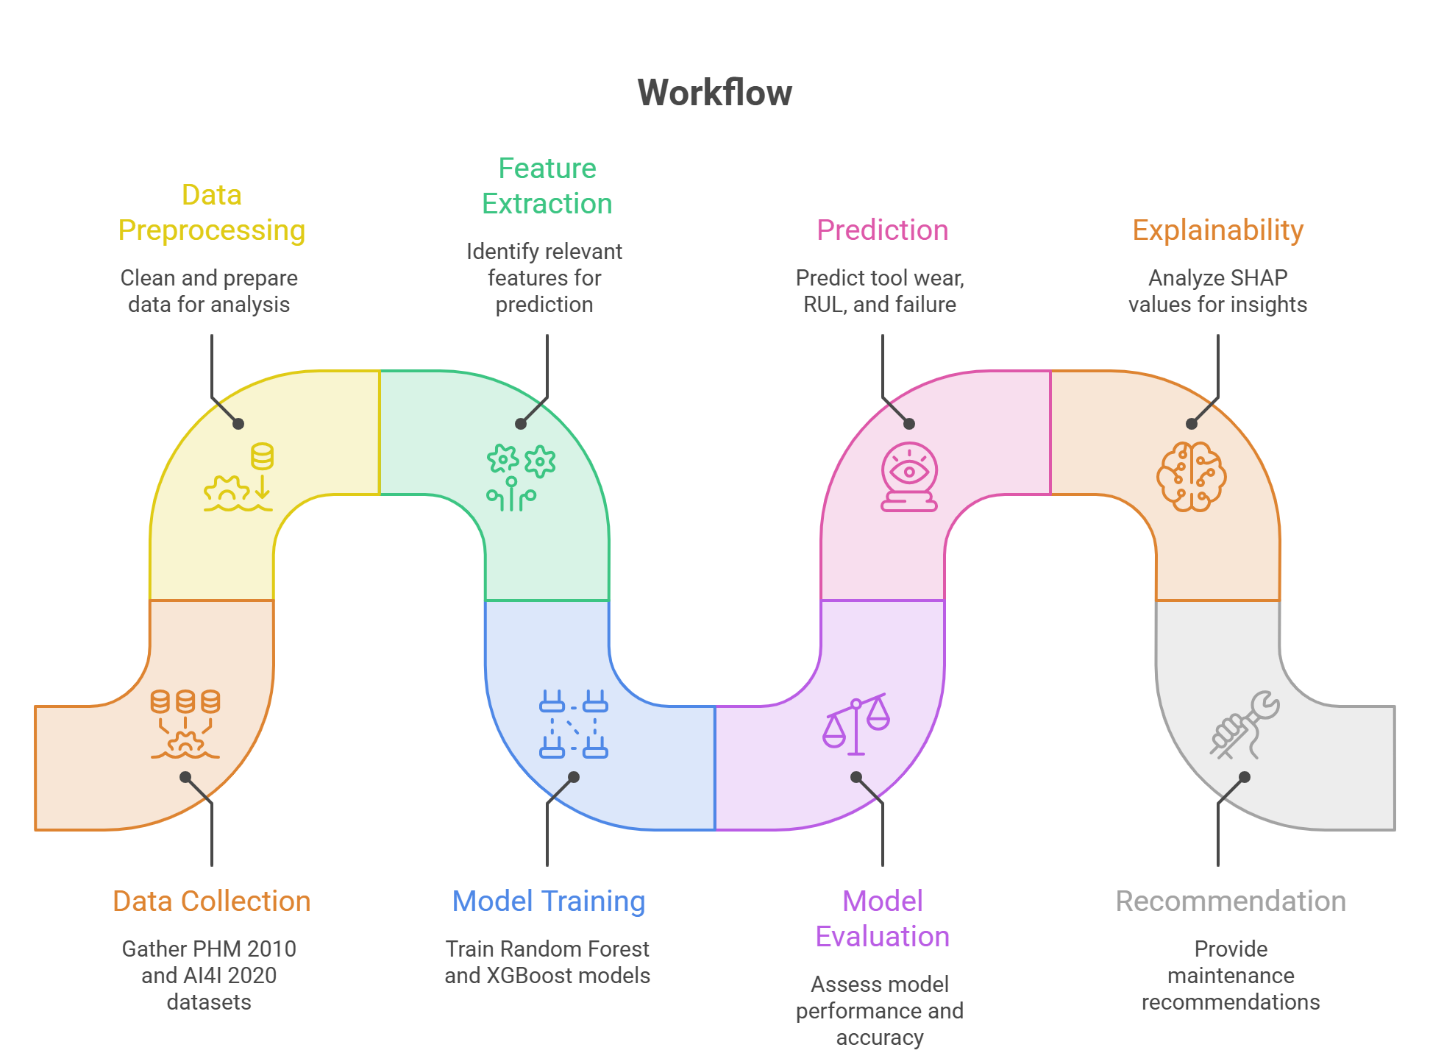 Workflow
Data
Preprocessing
Clean and prepare
data for analysis
Feature
Extraction
Identify relevant
features for
prediction
Prediction
Predict tool wear,
RUL, and failure
Explainability
Analyze SHAP
values for insights
Data Collection
Gather PHM 2010
and AI4I 2020
datasets
Model Training
Train Random Forest
and XGBoost models
Model
Evaluation
Assess model
performance and
accuracy
Recommendation
Provide
maintenance
recommendations